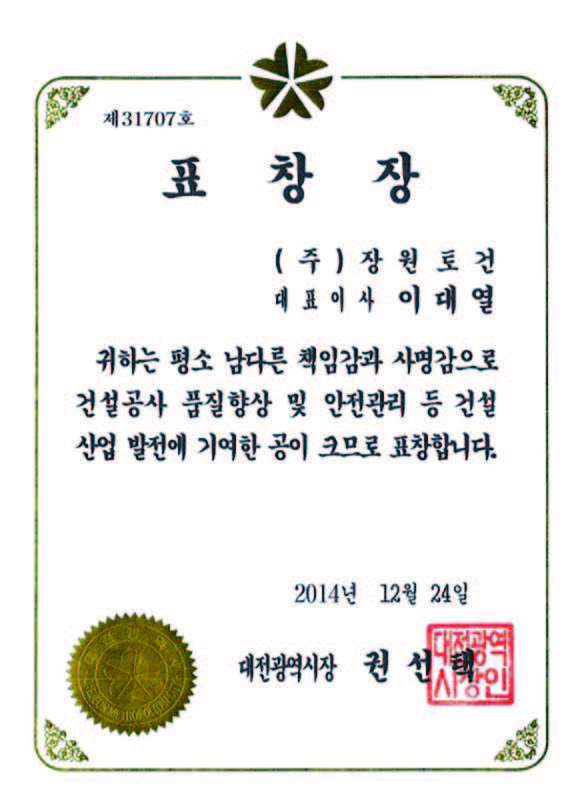 제31707호
표 창 장
(주)장원토건
대표이사 이대열
귀하는 평소 남다른 책임감과 사명감으로
건설공사 품질향상 및 안전관리 등 건설
산업 발전에 기여한 공이 크므로 표창합니다.
2014년 12월 24일
대전광역시장 권선택
대전광역
시장인